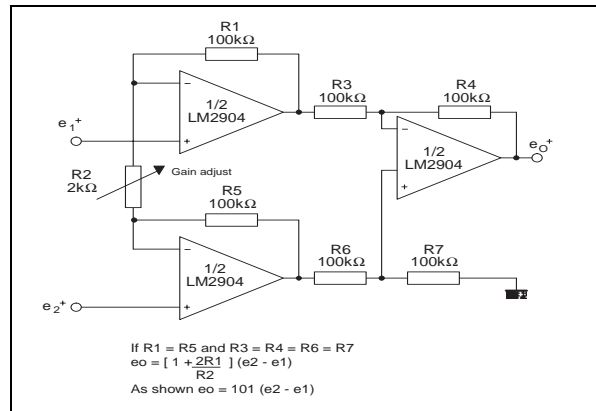 R1
100kΩ
R3
100kΩ
R4
100kΩ
1/2
LM2904
e1+
R2
2kΩ
Gain adjust
1/2
LM2904
eO+
R5
100kΩ
R6
100kΩ
R7
100kΩ
1/2
LM2904
e2+
If R1 = R5 and R3 = R4 = R6 = R7
eo = [ 1 + 2R1/R2 ] (e2 - e1)
As shown eo = 101 (e2 - e1)